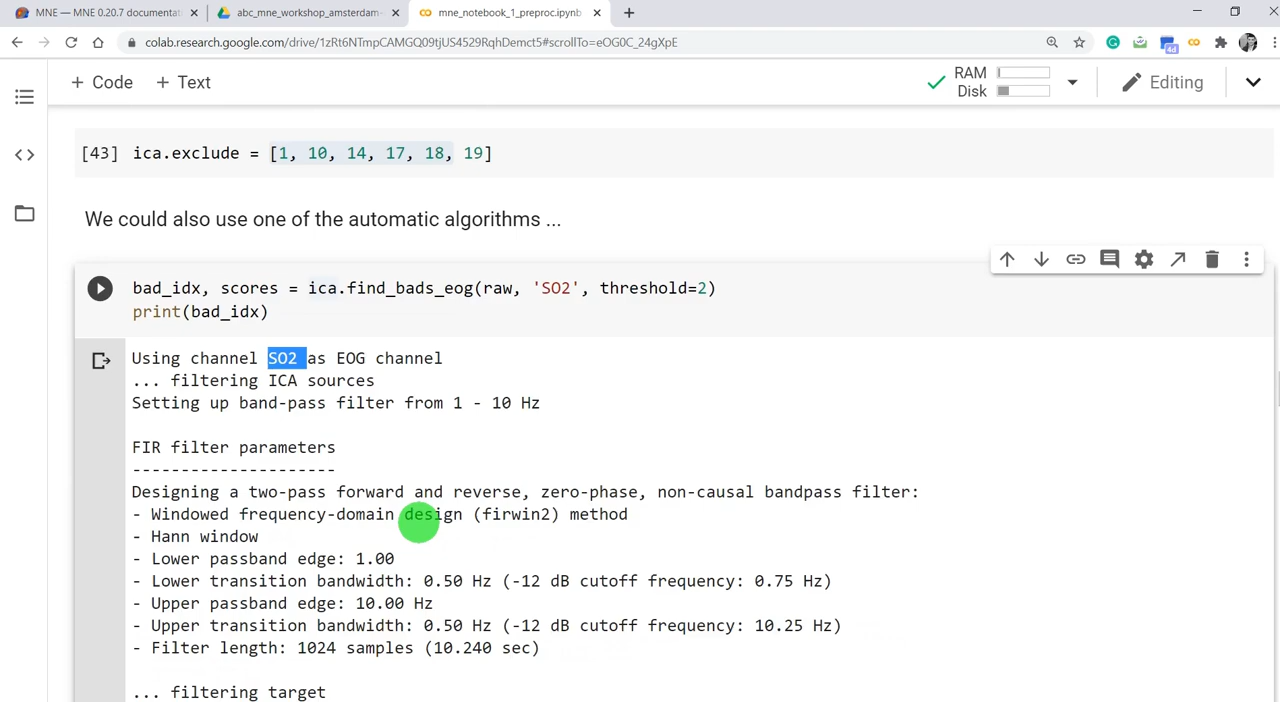 MNE — MNE 0.20.7 documentat
abc_mne_workshop_amsterdam-
mne_notebook_1_preproc.ipynb
colab.research.google.com/drive/1zRt6NTmpCAMGQ09tiUS4529RqhDemct5#scrollTo=eOG0C_24gXpE
+ Code + Text
RAM
Disk
Editing
[43] ica.exclude = [1, 10, 14, 17, 18, 19]
We could also use one of the automatic algorithms ...
bad_idx, scores = ica.find_bads_eog(raw, 'SO2', threshold=2)
print(bad_idx)
Using channel SO2 as EOG channel
... filtering ICA sources
Setting up band-pass filter from 1 - 10 Hz
FIR filter parameters
---------------------
Designing a two-pass forward and reverse, zero-phase, non-causal bandpass filter:
- Windowed frequency-domain design (firwin2) method
- Hann window
- Lower passband edge: 1.00
- Lower transition bandwidth: 0.50 Hz (-12 dB cutoff frequency: 0.75 Hz)
- Upper passband edge: 10.00 Hz
- Upper transition bandwidth: 0.50 Hz (-12 dB cutoff frequency: 10.25 Hz)
- Filter length: 1024 samples (10.240 sec)
... filtering target